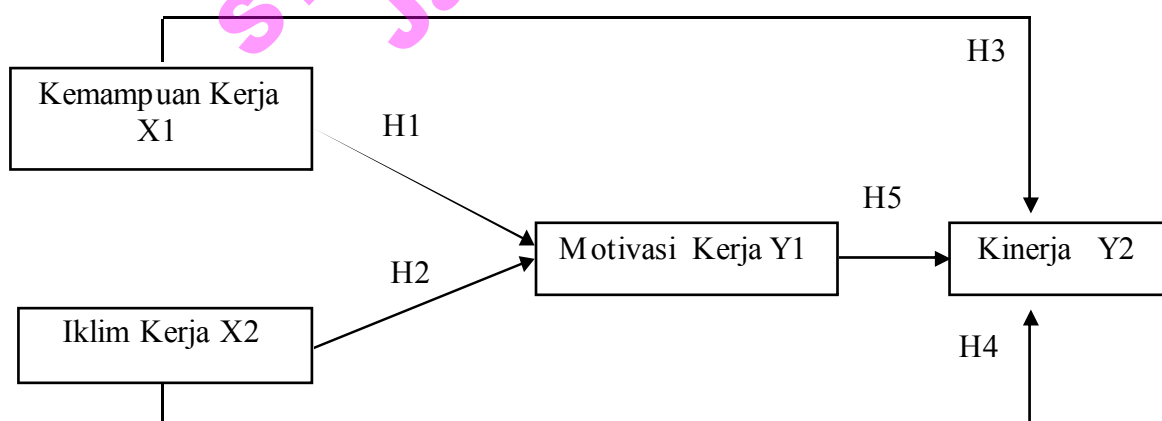 H3
Kemampuan Kerja
X1
H1
H5
Motivasi Kerja Y1
Kinerja Y2
H2
Iklim Kerja X2
H4